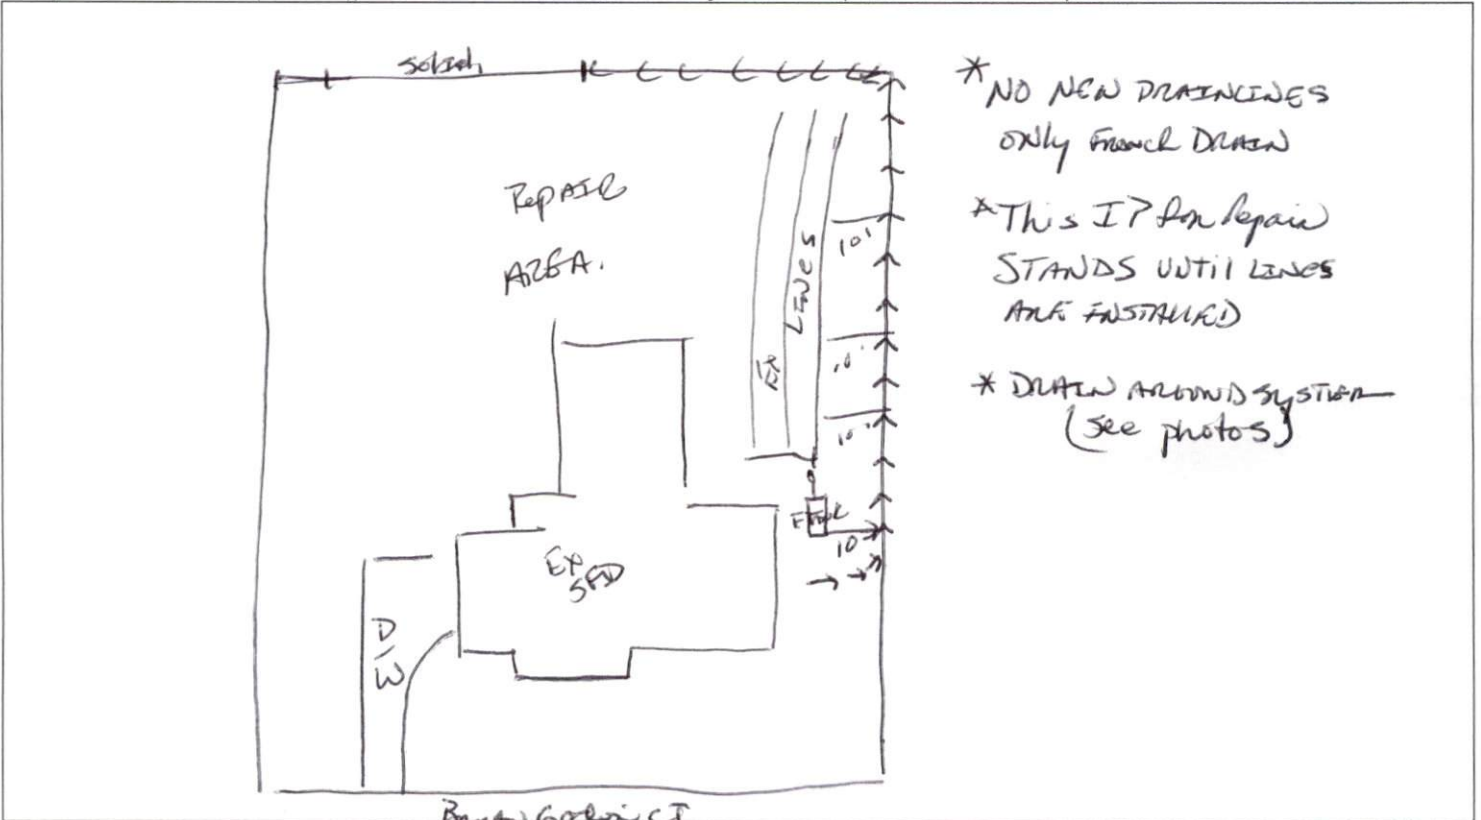 Solid
* NO NEW DRAINLINES
ONLY FRENCH DRAIN
* This IP for Repair
STANDS UNTIL LINES
ARE INSTALLED
* DRAIN AROUND SYSTEM
(see photos)
REPAIR
AREA.
EX LINES
10'
10'
10'
10
EX
SFD
D/W